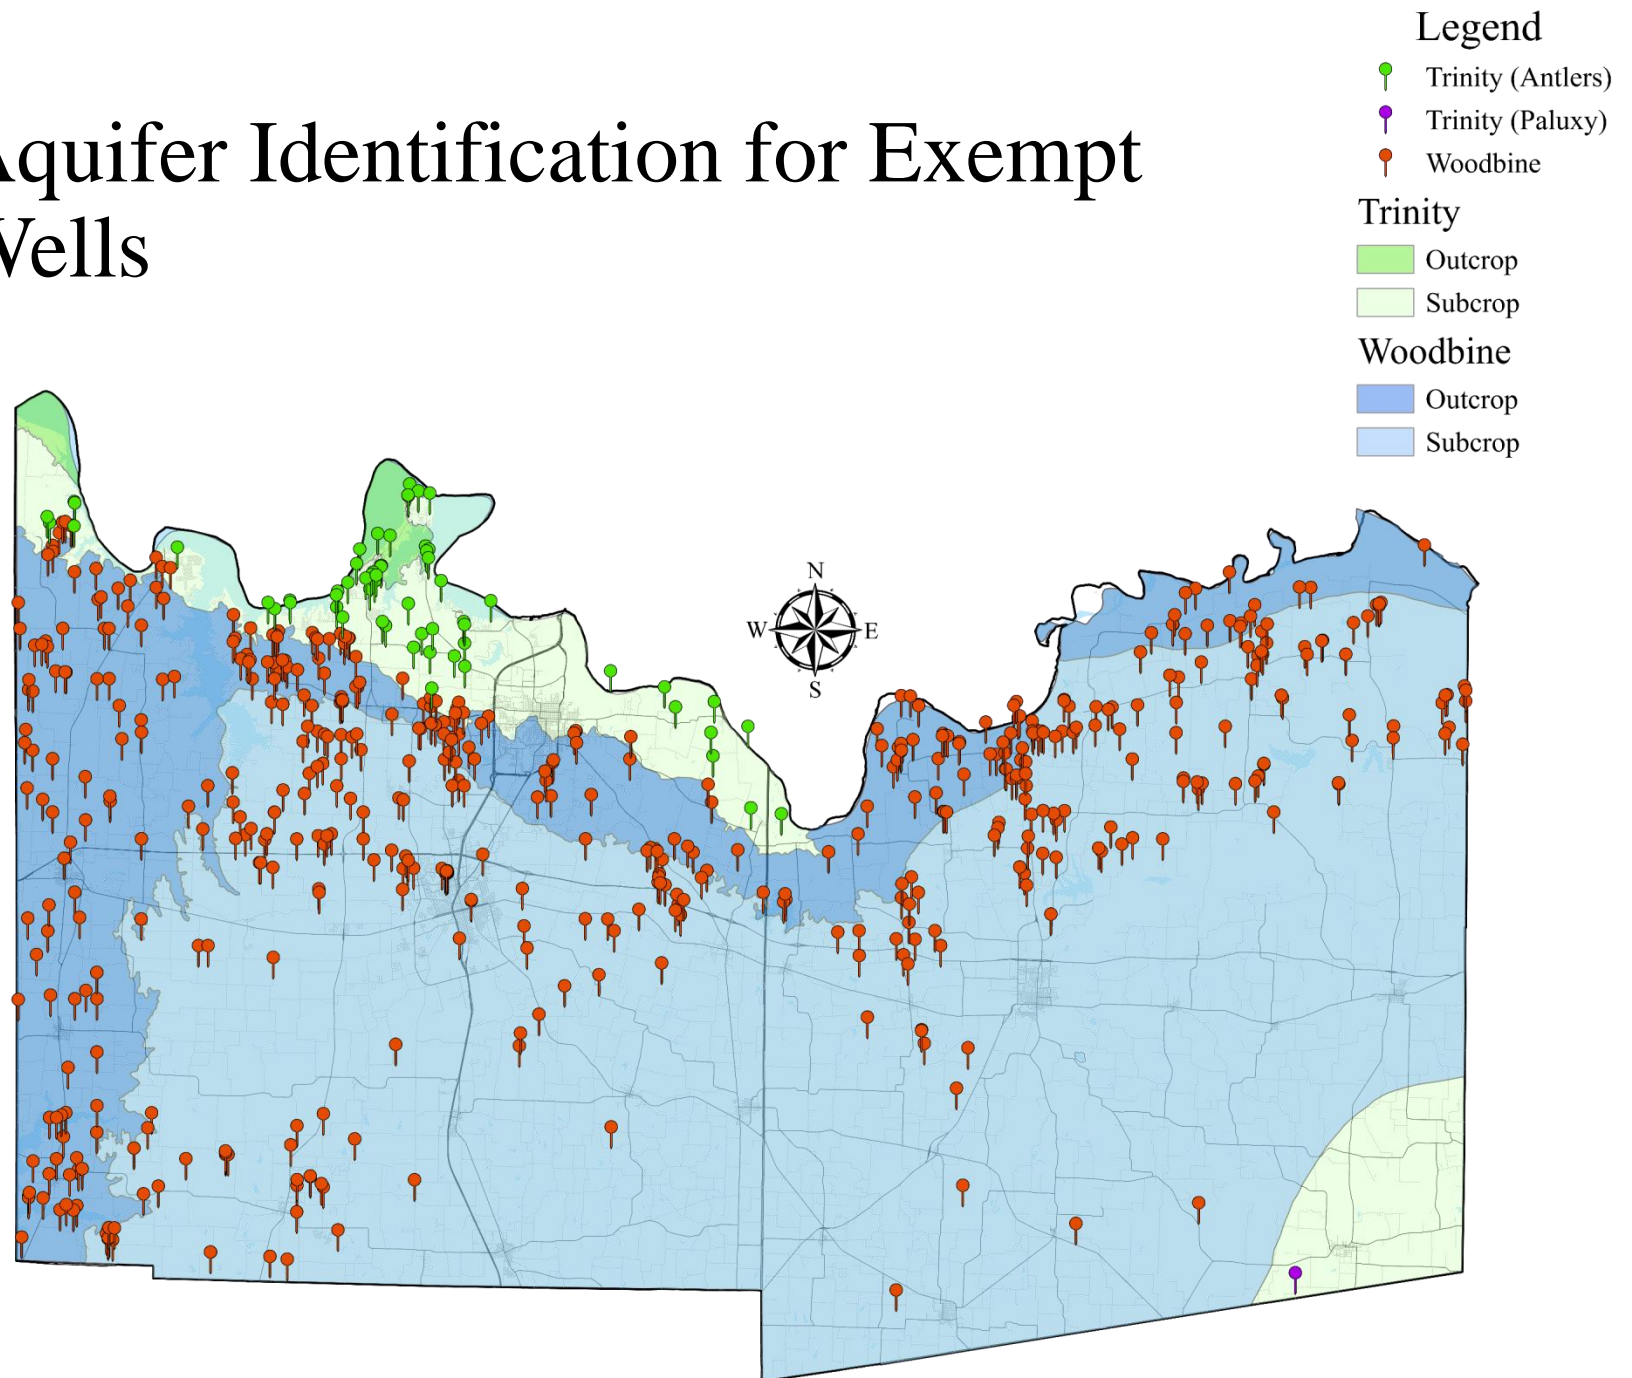 Aquifer Identification for Exempt
Wells
Legend
Trinity (Antlers)
Trinity (Paluxy)
Woodbine
Trinity
Outcrop
Subcrop
Woodbine
Outcrop
Subcrop
N
W E
S